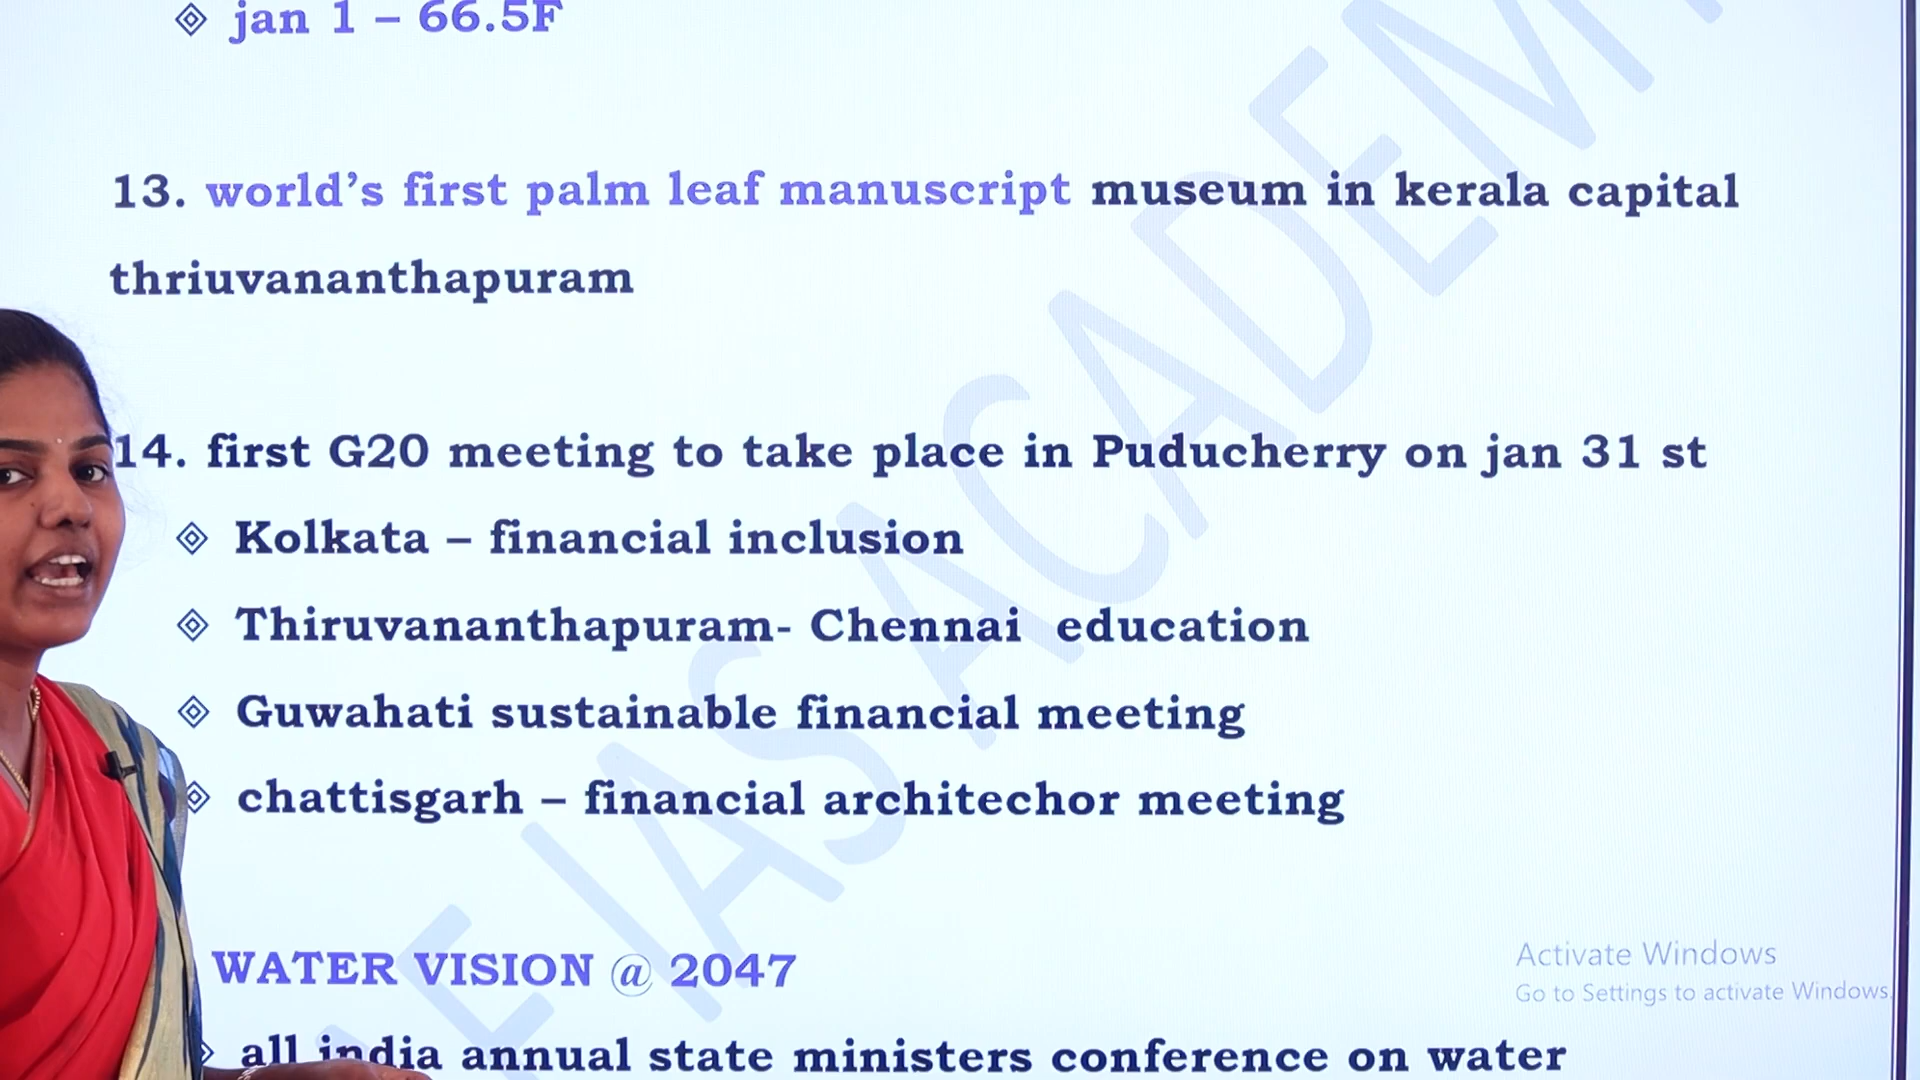 jan 1 – 66.5F
13. world's first palm leaf manuscript museum in kerala capital
thriuvananthapuram
14. first G20 meeting to take place in Puducherry on jan 31 st
Kolkata – financial inclusion
Thiruvananthapuram- Chennai education
Guwahati sustainable financial meeting
chattisgarh – financial architechor meeting
WATER VISION @ 2047
all india annual state ministers conference on water
IAS ACADEMY
Activate Windows
Go to Settings to activate Windows.